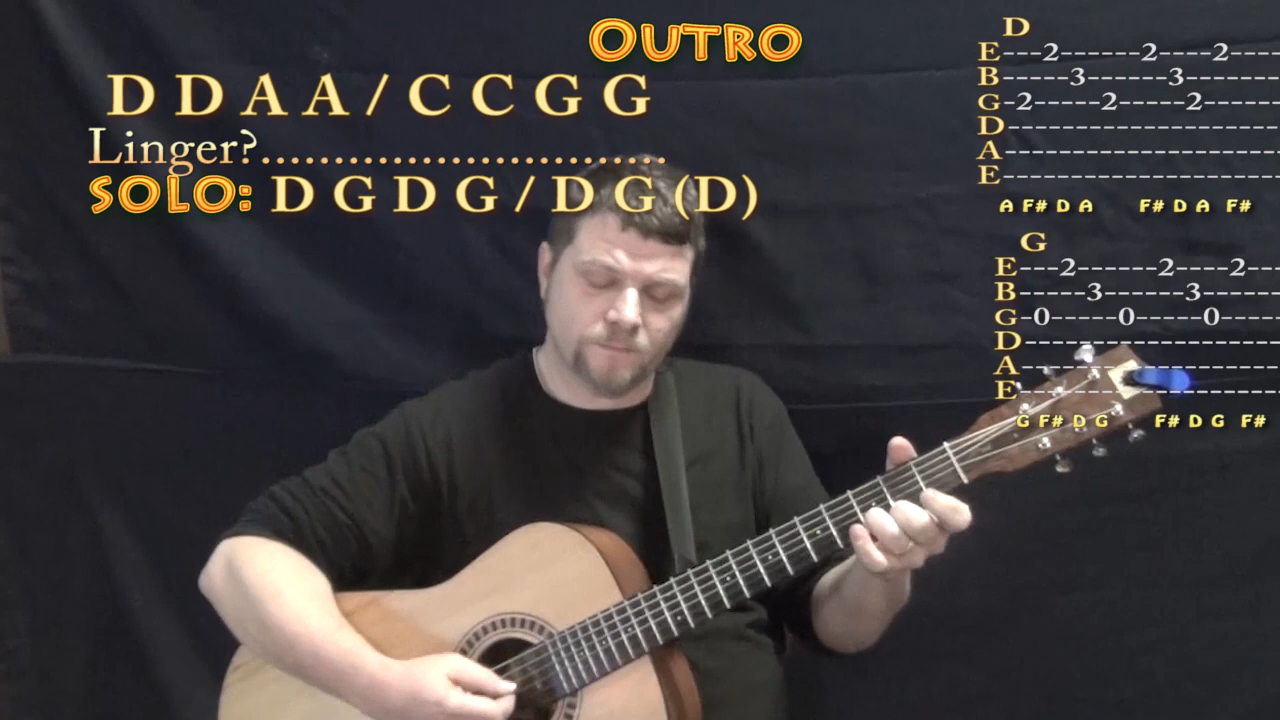 OUTRO
D D A A / C C G G
Linger?............................
SOLO: D G D G / D G (D)
D
E---2-------2----2----
B-----3-------3-------
G-2------2------2------
D----------------------
A----------------------
E----------------------
A F# D A F# D A F#
G
E---2-------2----2---
B-----3-------3------
G-0------0------0-----
D---------------------
A---------------------
E---------------------
G F# D G F# D G F#